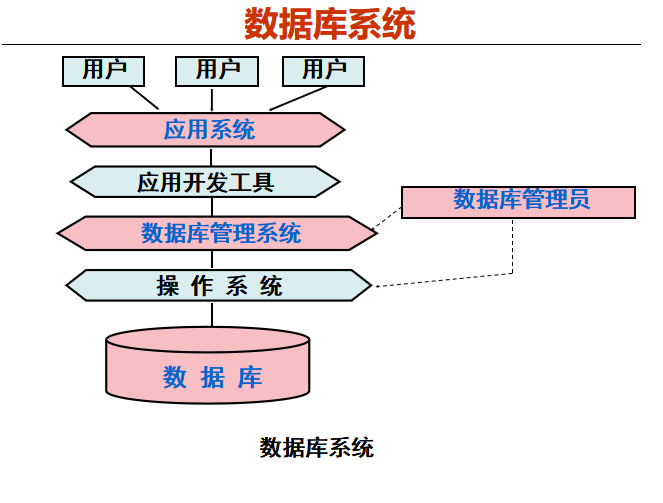 数据库系统
用户
用户
用户
应用系统
应用开发工具
数据库管理系统
数据库管理员
操 作 系 统
数 据 库
数据库系统